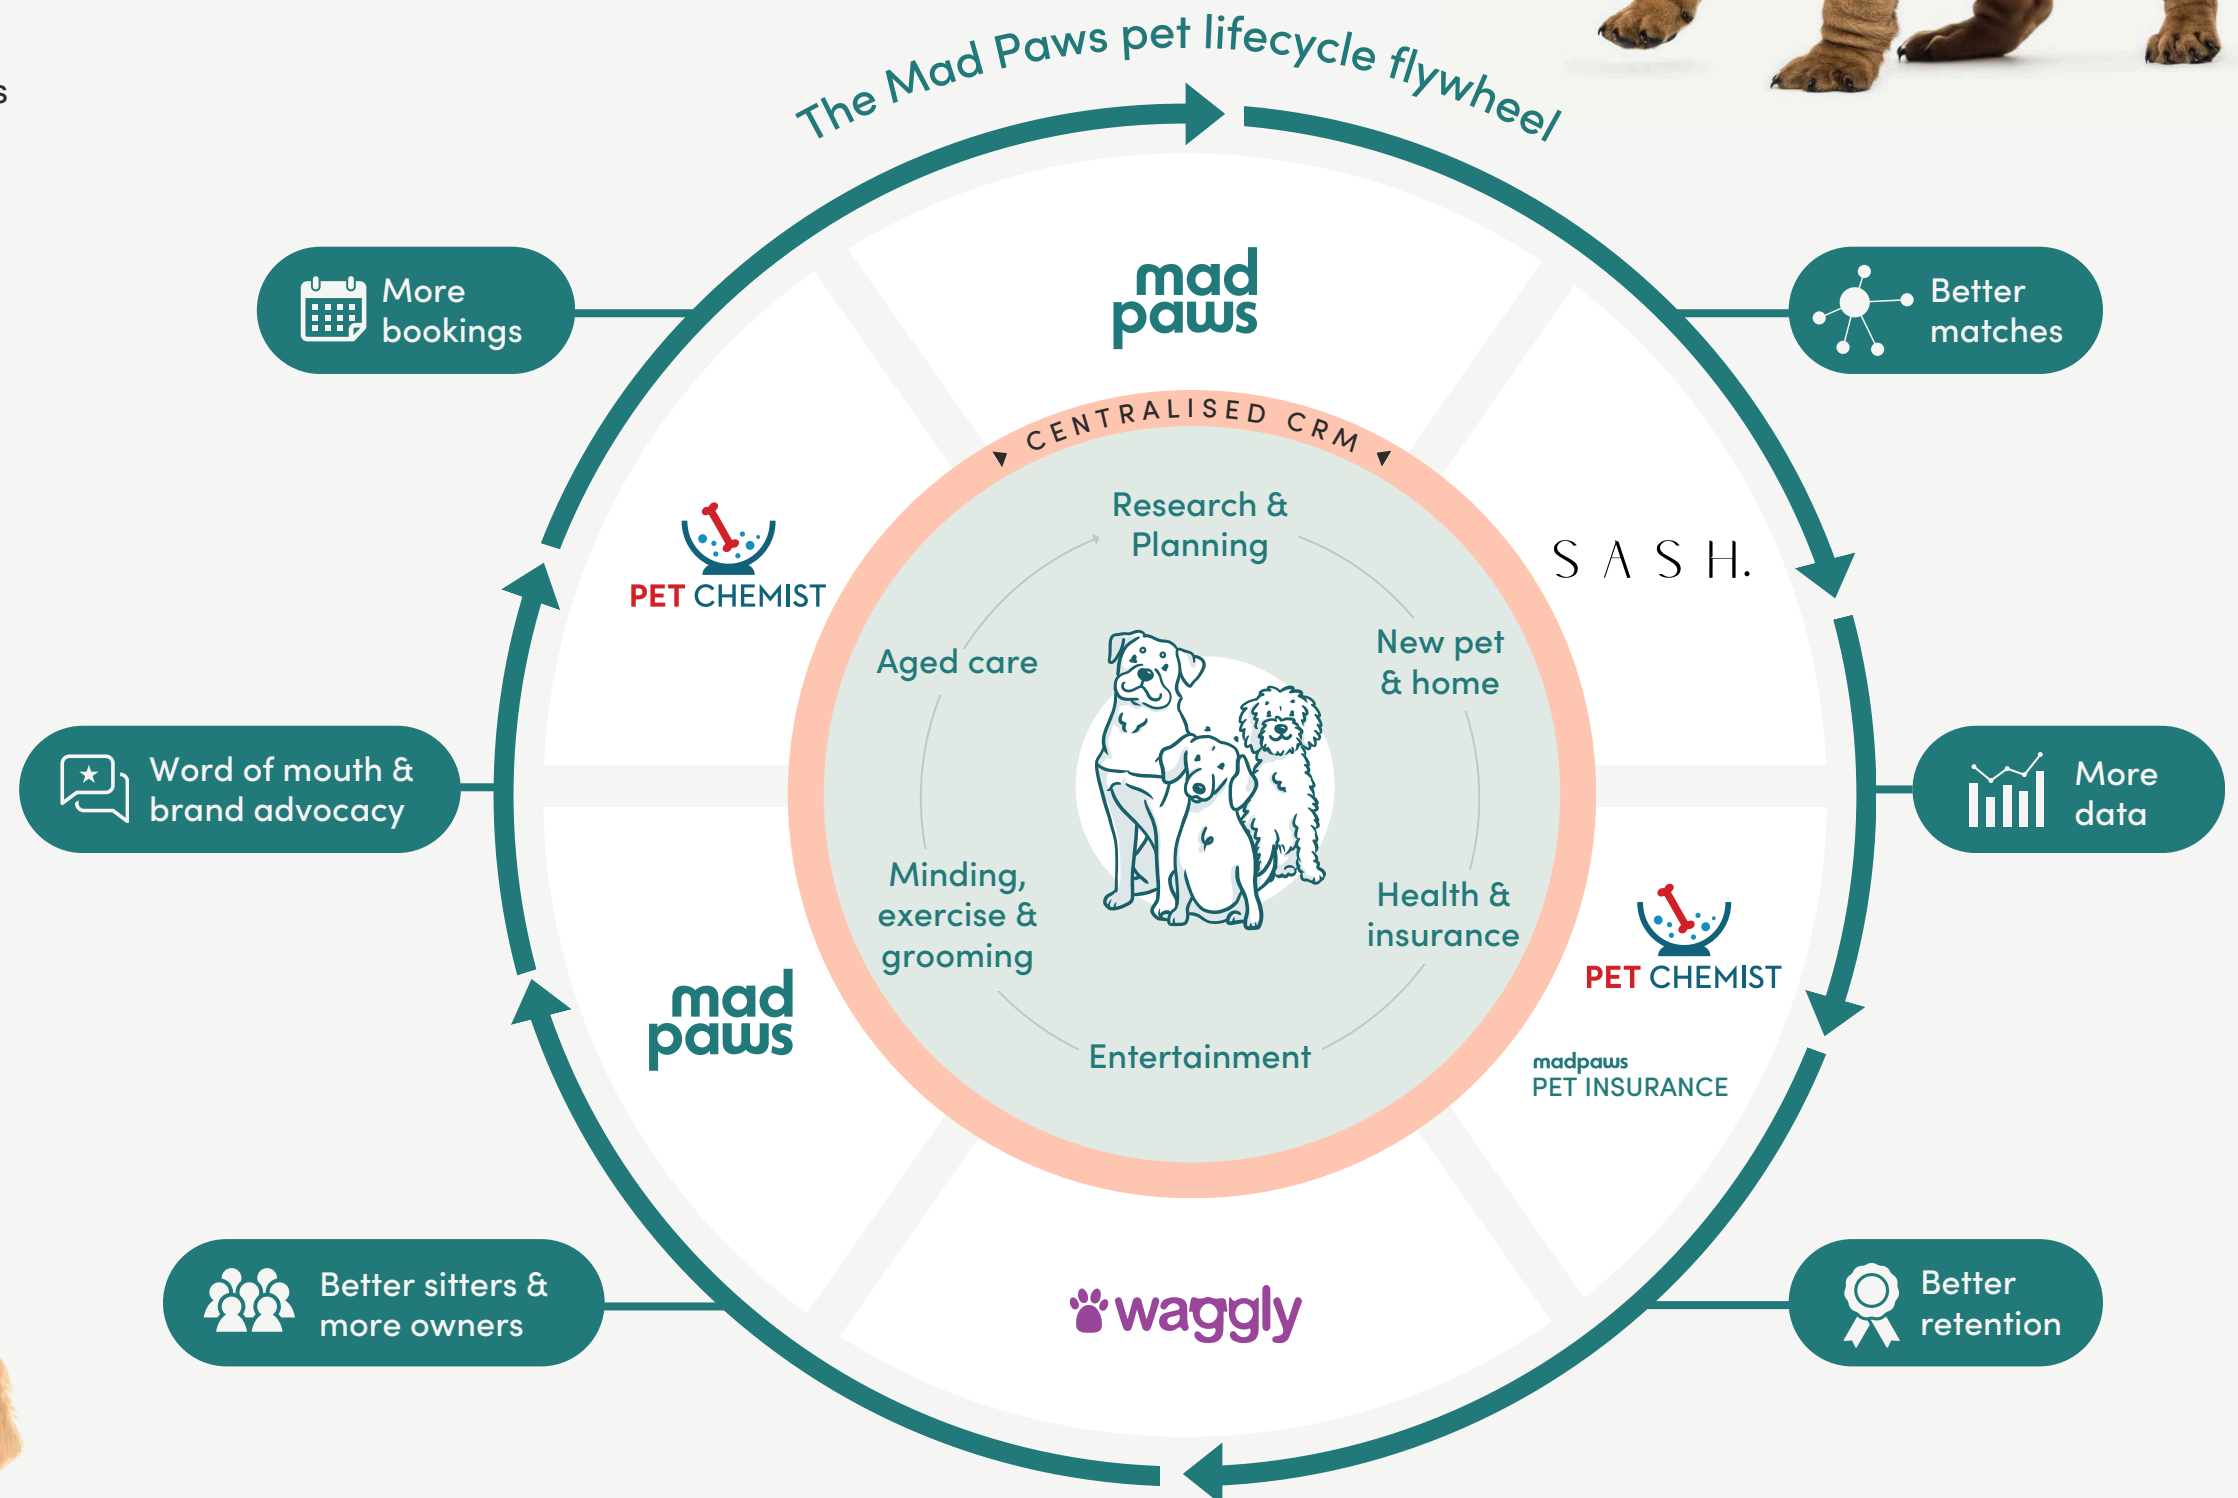 s
The Mad Paws pet lifecycle flywheel
More
bookings
mad
paws
Better
matches
CENTRALISED CRM
Research &
Planning
PET CHEMIST
SASH.
Aged care
New pet
& home
Word of mouth &
brand advocacy
More
data
Minding,
exercise &
grooming
Health &
insurance
PET CHEMIST
mad
paws
Entertainment
madpaws
PET INSURANCE
Better sitters &
more owners
waggly
Better
retention